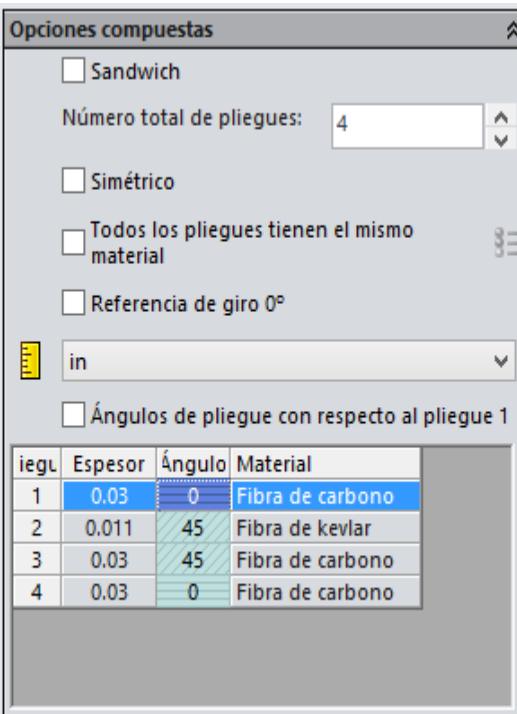 Opciones compuestas
Sandwich
Número total de pliegues: 4
Simétrico
Todos los pliegues tienen el mismo
material
Referencia de giro 0º
in
Ángulos de pliegue con respecto al pliegue 1
iegu Espesor Ángulo Material
1 0.03 0 Fibra de carbono
2 0.011 45 Fibra de kevlar
3 0.03 45 Fibra de carbono
4 0.03 0 Fibra de carbono